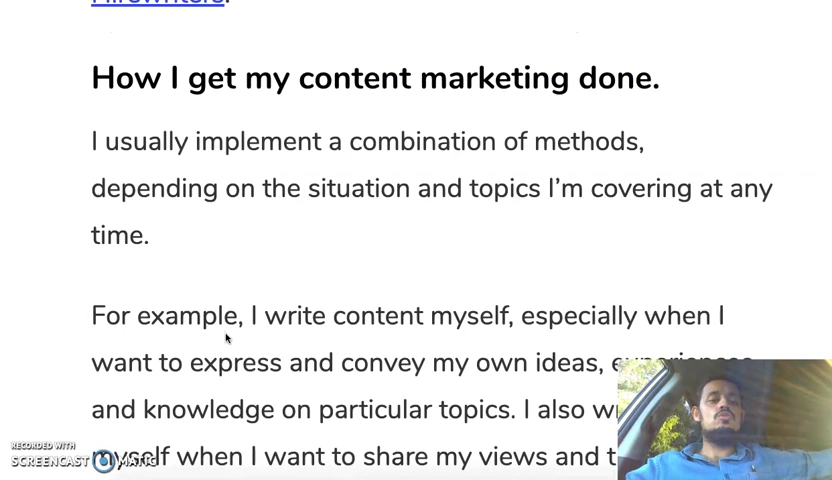 How I get my content marketing done.
I usually implement a combination of methods,
depending on the situation and topics I'm covering at any
time.
For example, I write content myself, especially when I
want to express and convey my own ideas,
and knowledge on particular topics. I also
myself when I want to share my views and
RECORDED WITH
SCREENCAST MATIC